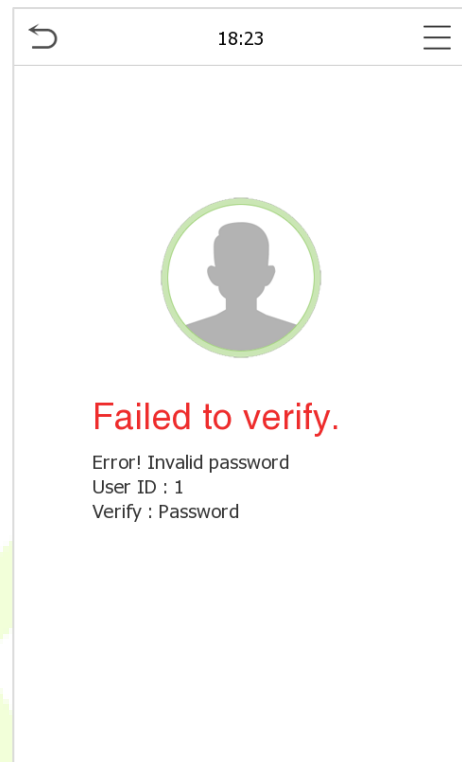 18:23
Failed to verify.
Error! Invalid password
User ID : 1
Verify : Password